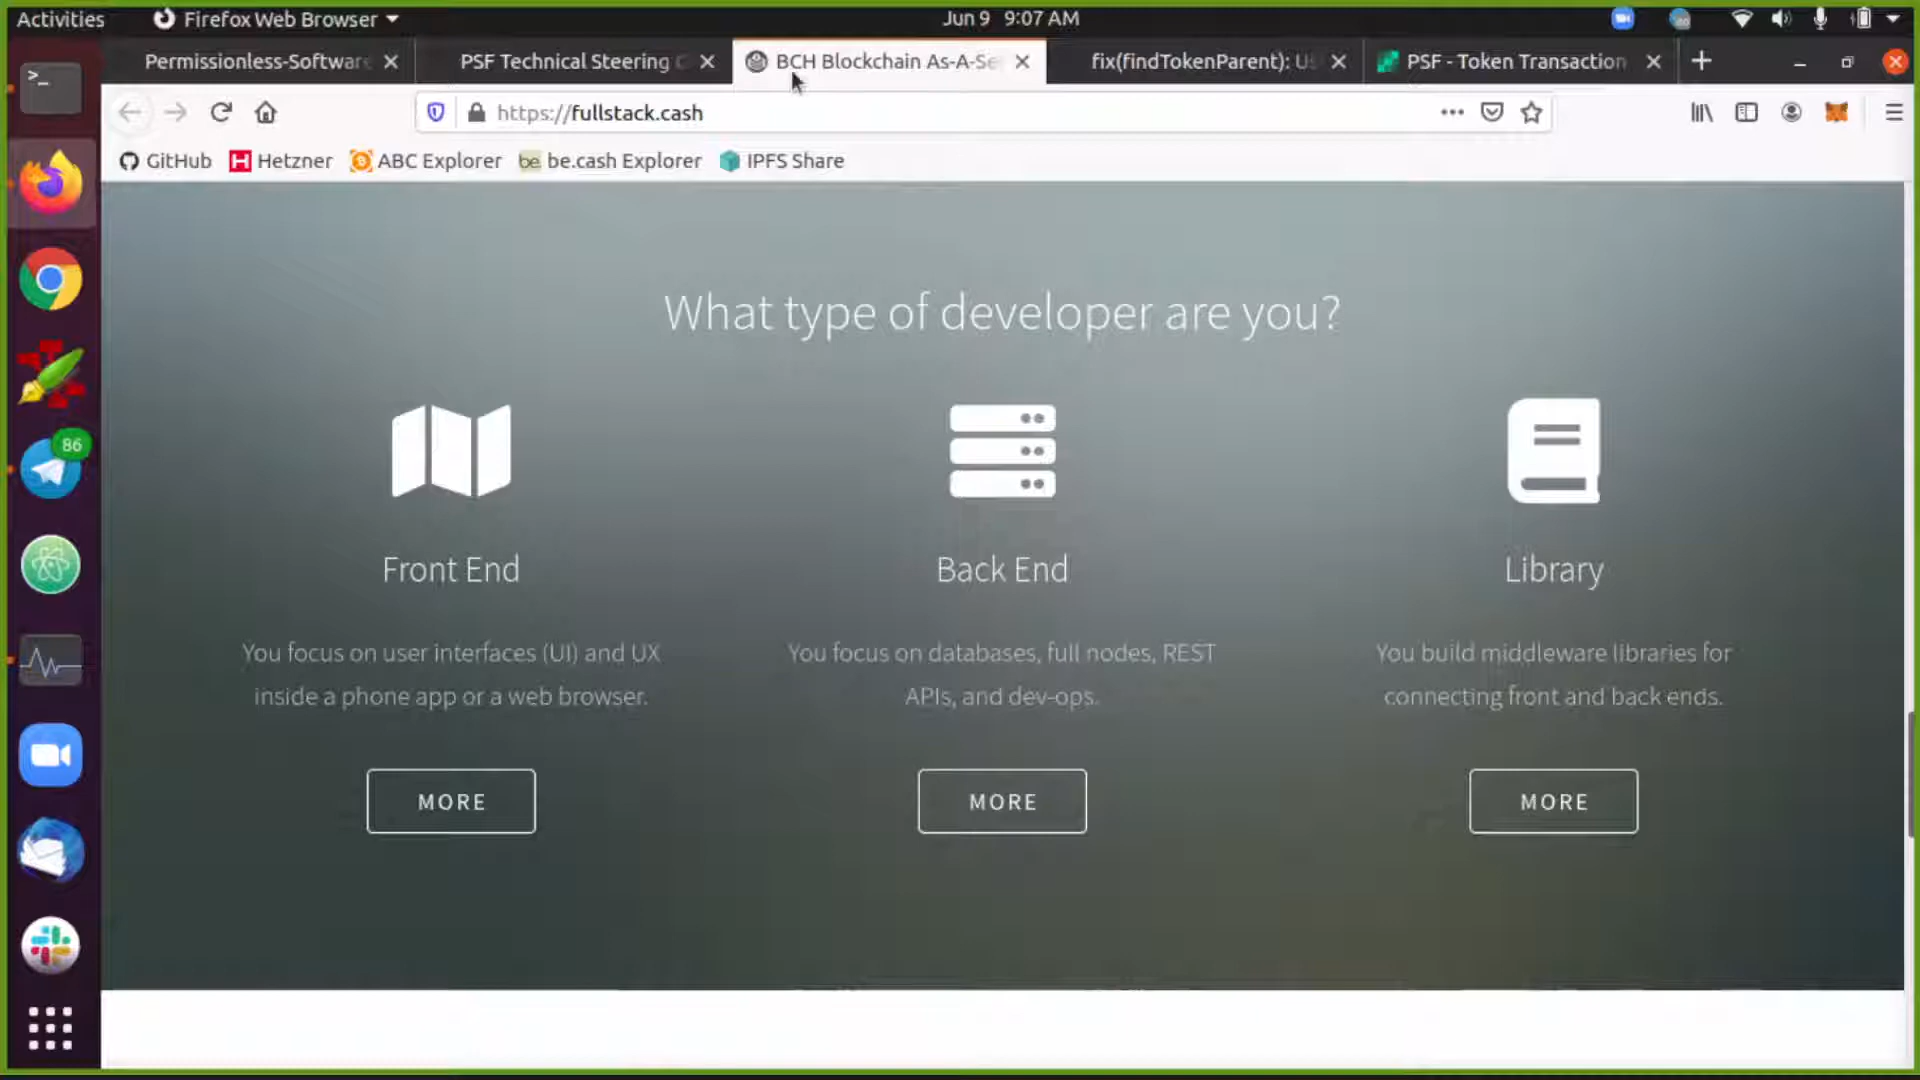 Activities
Firefox Web Browser
Jun 9 9:07 AM
Permissionless-Software
PSF Technical Steering C
BCH Blockchain As-A-Se
fix(findTokenParent): Us
PSF - Token Transaction
https://fullstack.cash
GitHub
Hetzner
ABC Explorer
be. be.cash Explorer
IPFS Share
86
What type of developer are you?
Front End
You focus on user interfaces (UI) and UX
inside a phone app or a web browser.
MORE
Back End
You focus on databases, full nodes, REST
APIs, and dev-ops.
MORE
Library
You build middleware libraries for
connecting front and back ends.
MORE